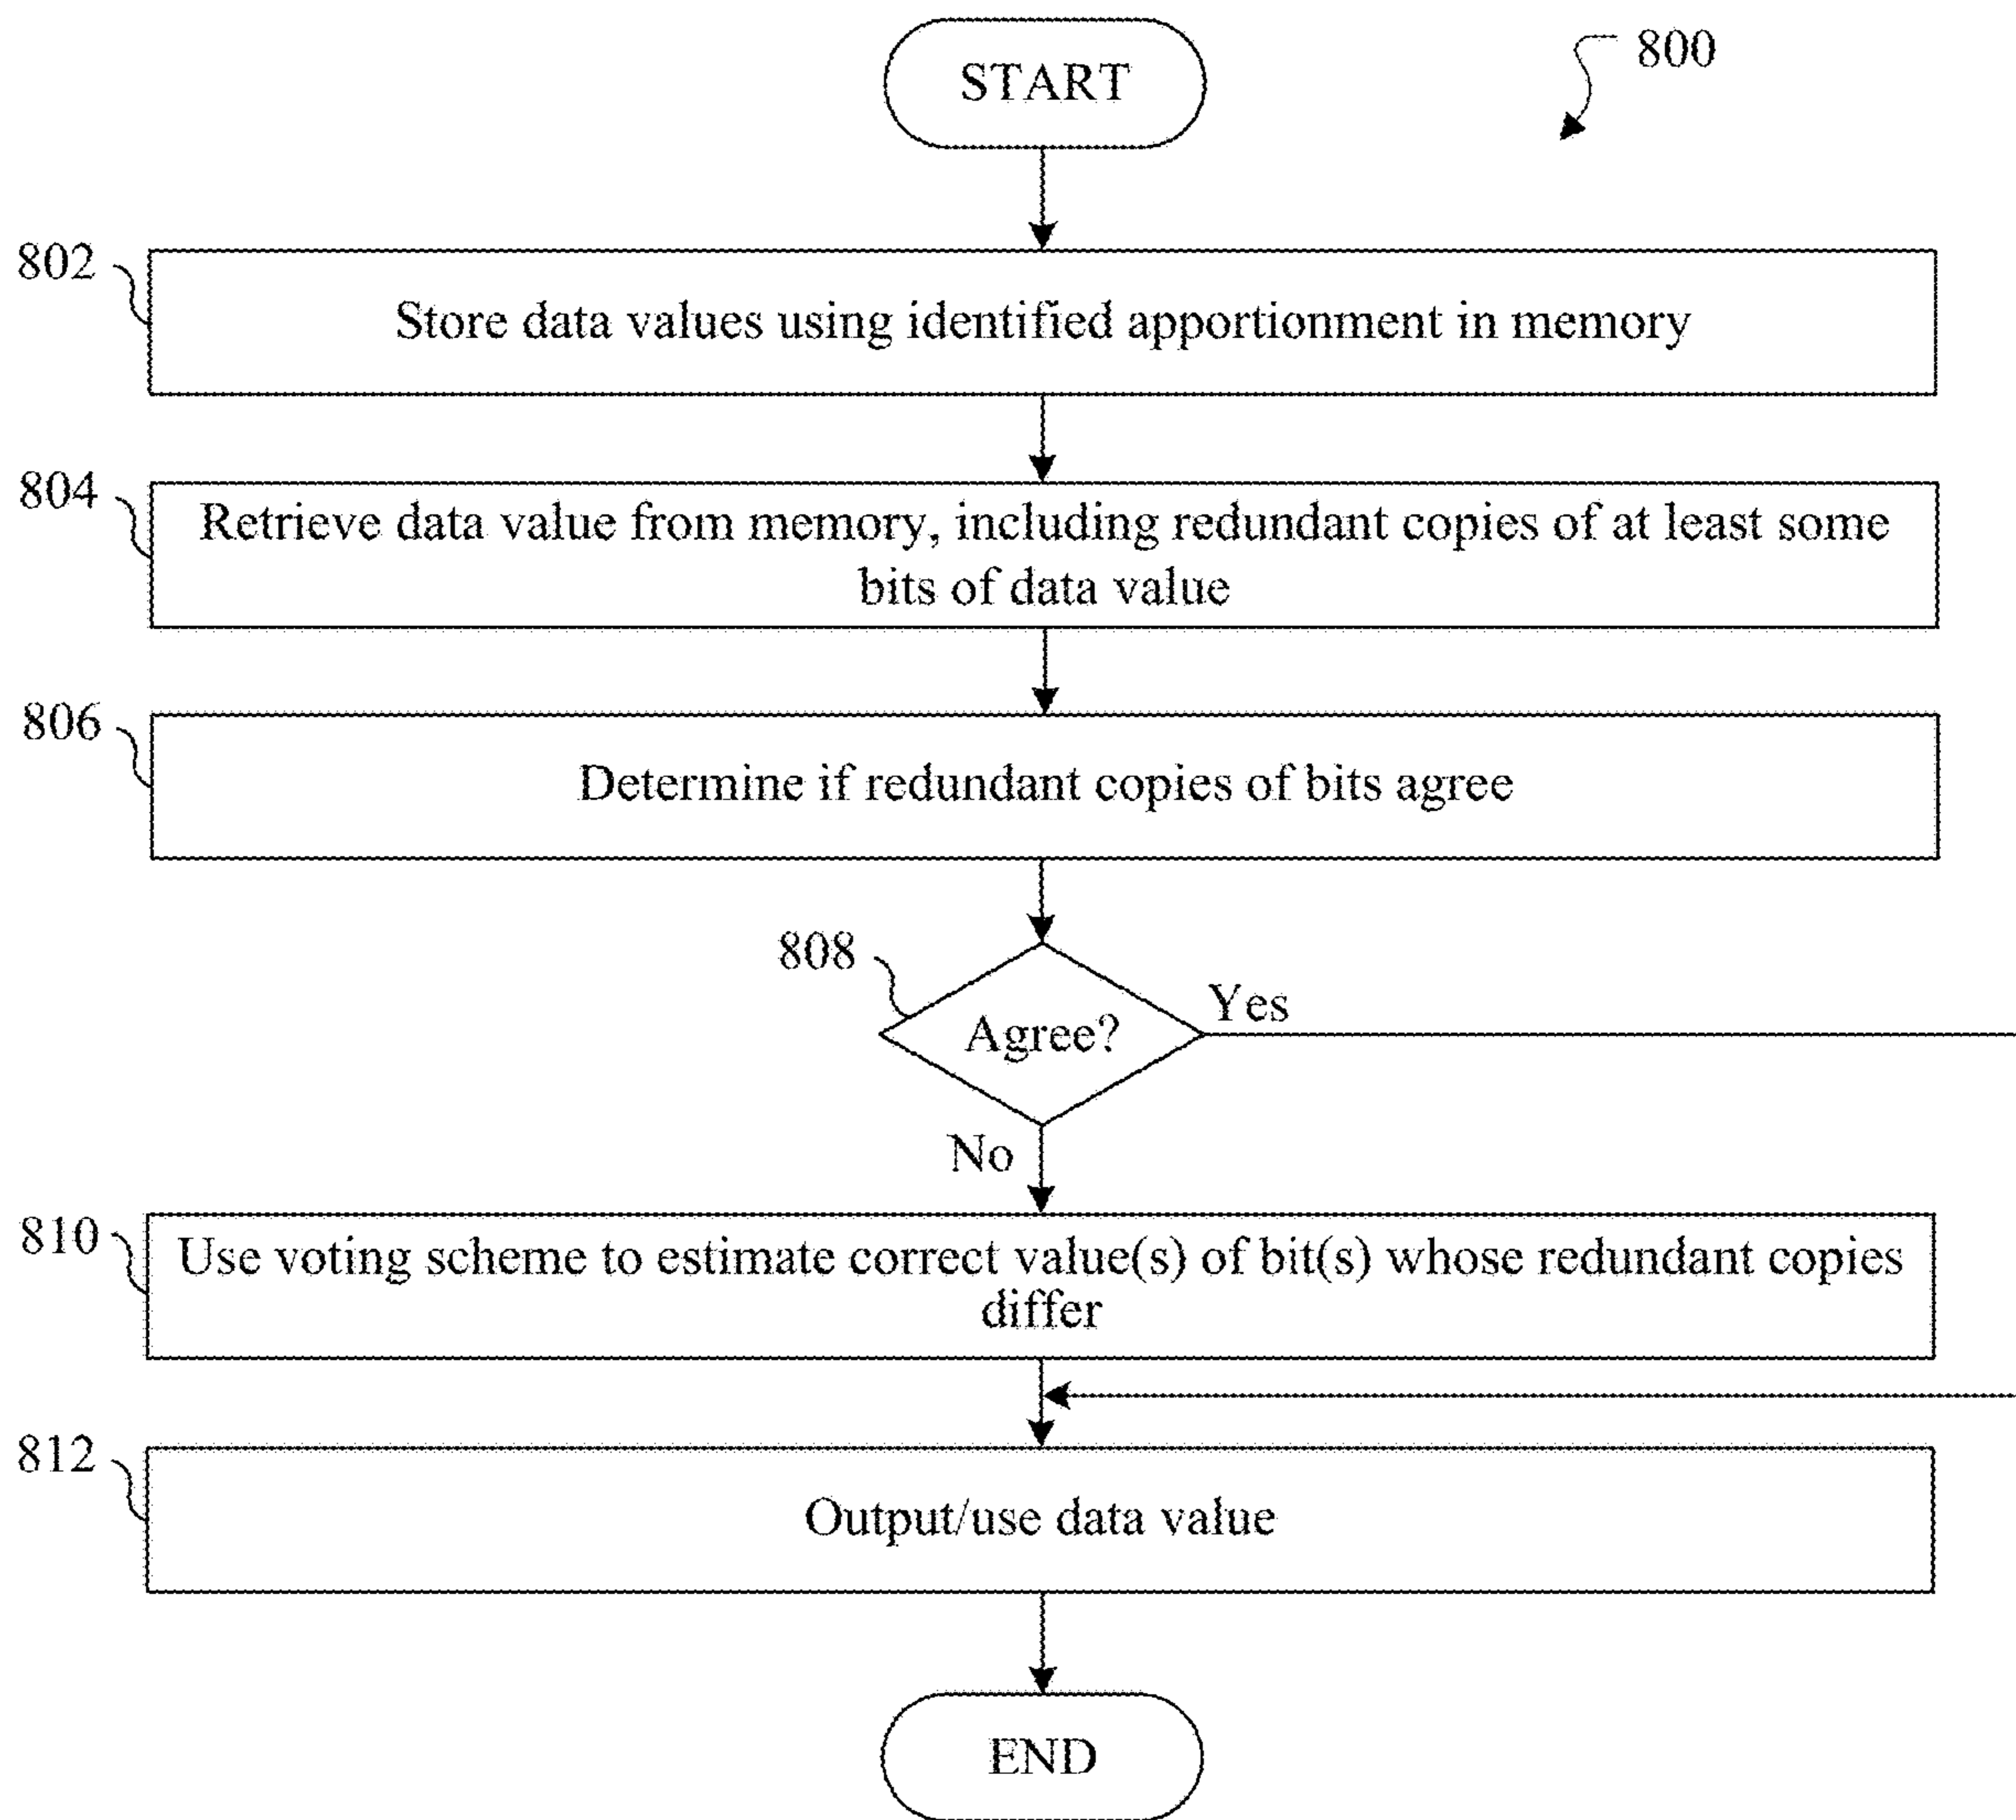 START
800
802
Store data values using identified apportionment in memory
804
Retrieve data value from memory, including redundant copies of at least some
bits of data value
806
Determine if redundant copies of bits agree
808
Agree?
Yes
No
810
Use voting scheme to estimate correct value(s) of bit(s) whose redundant copies
differ
812
Output/use data value
END